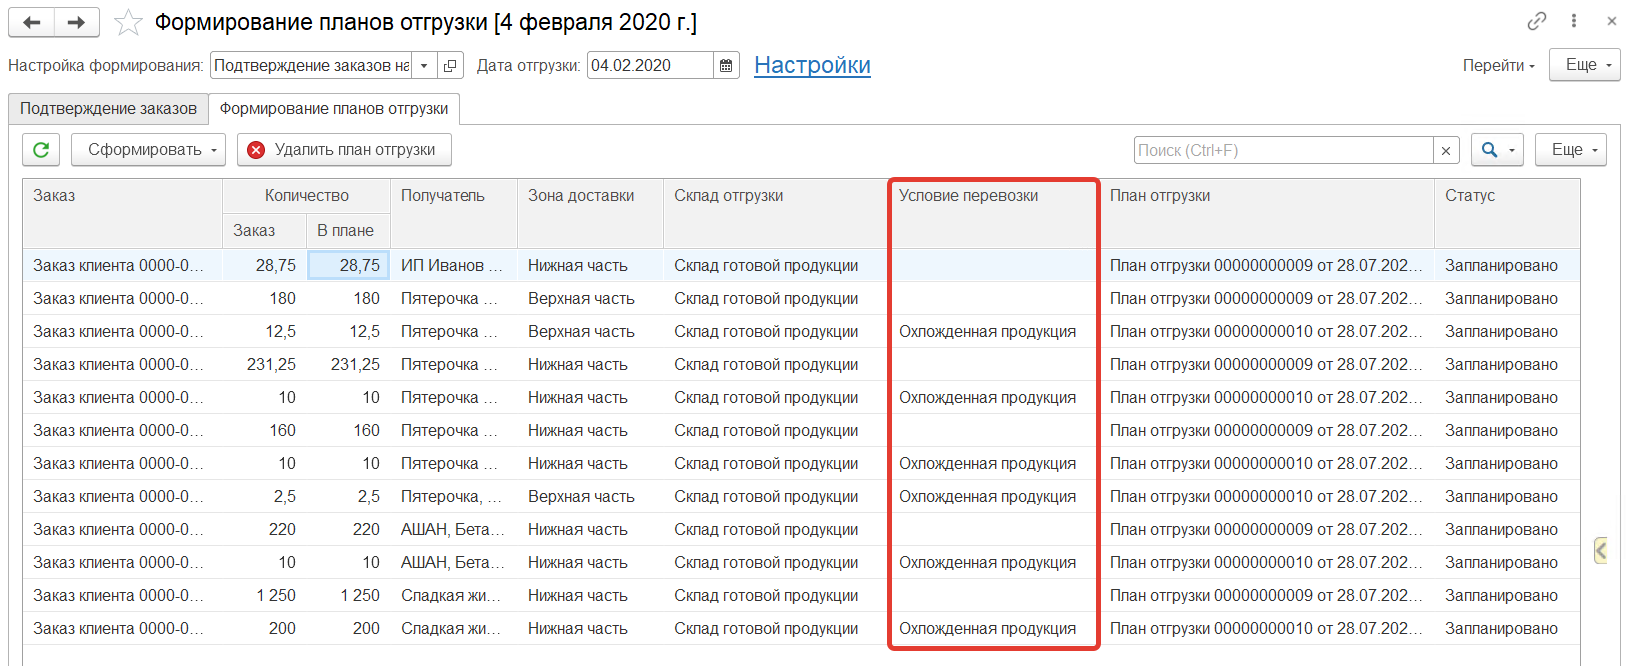 Формирование планов отгрузки [4 февраля 2020 г.]
Настройка формирования: Подтверждение заказов на Дата отгрузки: 04.02.2020 Настройки Перейти Еще
Подтверждение заказов Формирование планов отгрузки
Сформировать Удалить план отгрузки Поиск (Ctrl+F) × Еще
Заказ Количество Получатель Зона доставки Склад отгрузки Условие перевозки План отгрузки Статус
Заказ В плане
Заказ клиента 0000-0... 28,75 28,75 ИП Иванов ... Нижная часть Склад готовой продукции План отгрузки 00000000009 от 28.07.202... Запланировано
Заказ клиента 0000-0... 180 180 Пятерочка ... Верхная часть Склад готовой продукции План отгрузки 00000000009 от 28.07.202... Запланировано
Заказ клиента 0000-0... 12,5 12,5 Пятерочка ... Верхная часть Склад готовой продукции Охложденная продукция План отгрузки 00000000010 от 28.07.202... Запланировано
Заказ клиента 0000-0... 231,25 231,25 Пятерочка ... Нижная часть Склад готовой продукции План отгрузки 00000000009 от 28.07.202... Запланировано
Заказ клиента 0000-0... 10 10 Пятерочка ... Нижная часть Склад готовой продукции Охложденная продукция План отгрузки 00000000010 от 28.07.202... Запланировано
Заказ клиента 0000-0... 160 160 Пятерочка ... Нижная часть Склад готовой продукции План отгрузки 00000000009 от 28.07.202... Запланировано
Заказ клиента 0000-0... 10 10 Пятерочка ... Нижная часть Склад готовой продукции Охложденная продукция План отгрузки 00000000010 от 28.07.202... Запланировано
Заказ клиента 0000-0... 2,5 2,5 Пятерочка, ... Верхная часть Склад готовой продукции Охложденная продукция План отгрузки 00000000010 от 28.07.202... Запланировано
Заказ клиента 0000-0... 220 220 АШАН, Бета... Нижная часть Склад готовой продукции План отгрузки 00000000009 от 28.07.202... Запланировано
Заказ клиента 0000-0... 10 10 АШАН, Бета... Нижная часть Склад готовой продукции Охложденная продукция План отгрузки 00000000010 от 28.07.202... Запланировано
Заказ клиента 0000-0... 1 250 1 250 Сладкая жи... Нижная часть Склад готовой продукции План отгрузки 00000000009 от 28.07.202... Запланировано
Заказ клиента 0000-0... 200 200 Сладкая жи... Нижная часть Склад готовой продукции Охложденная продукция План отгрузки 00000000010 от 28.07.202... Запланировано